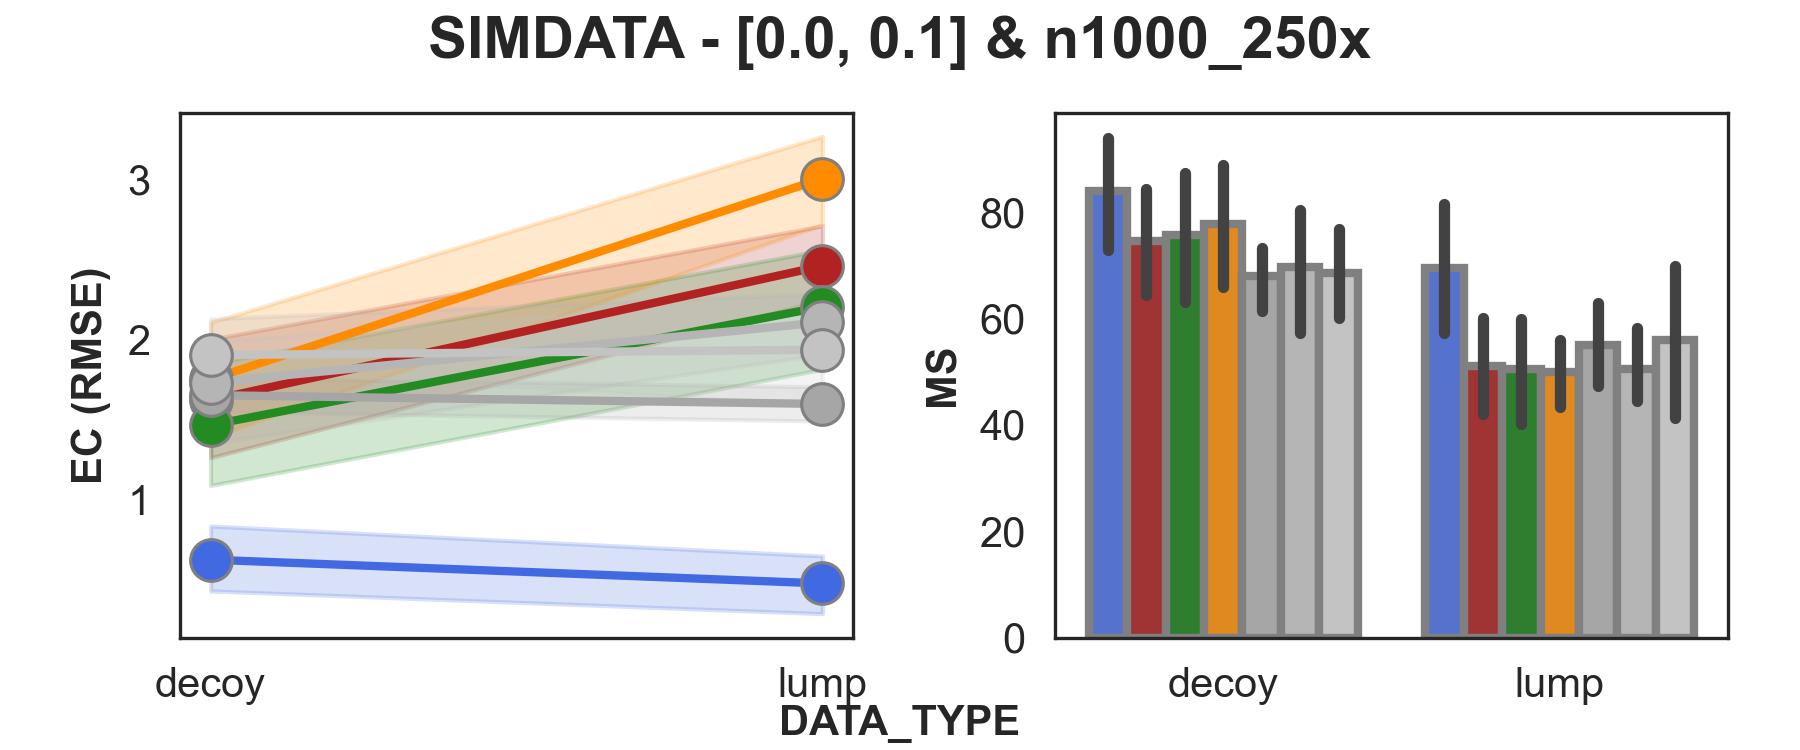 SIMDATA - [0.0, 0.1] & n1000_250x
EC (RMSE)
3
2
1
decoy
lump
MS
80
60
40
20
0
decoy
lump
DATA_TYPE